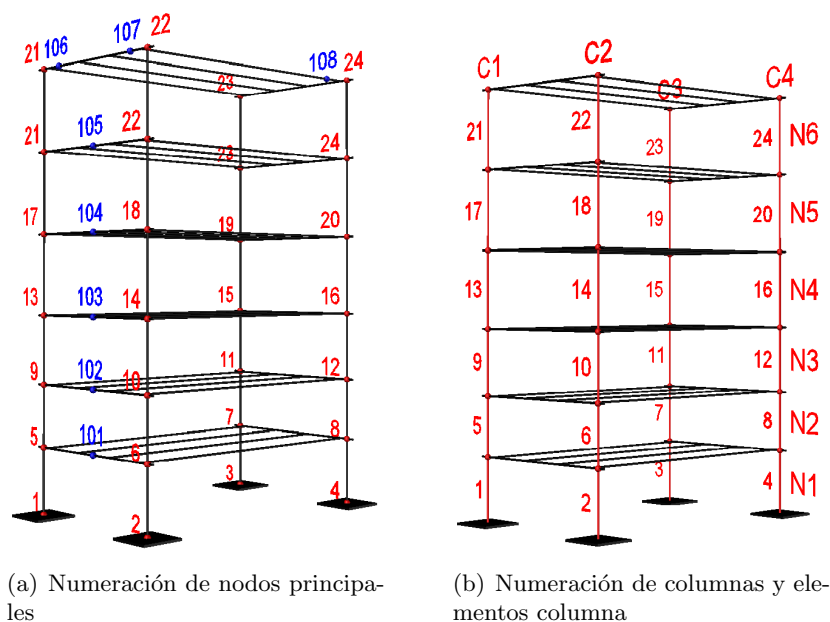 107 22
21 106
108 24
23
22
21 105
24
23
18
17 104
19 20
15 16
13 103 14
11
9 102 10 12
7
5 101 6 8
3
1 4
2
C1 C2 C3 C4
21 22 23 24 N6
17 18 19 20 N5
13 14 15 16 N4
9 10 11 12 N3
5 6 7 8 N2
1 2 3 4 N1
(a) Numeración de nodos principa-
les
(b) Numeración de columnas y ele-
mentos columna